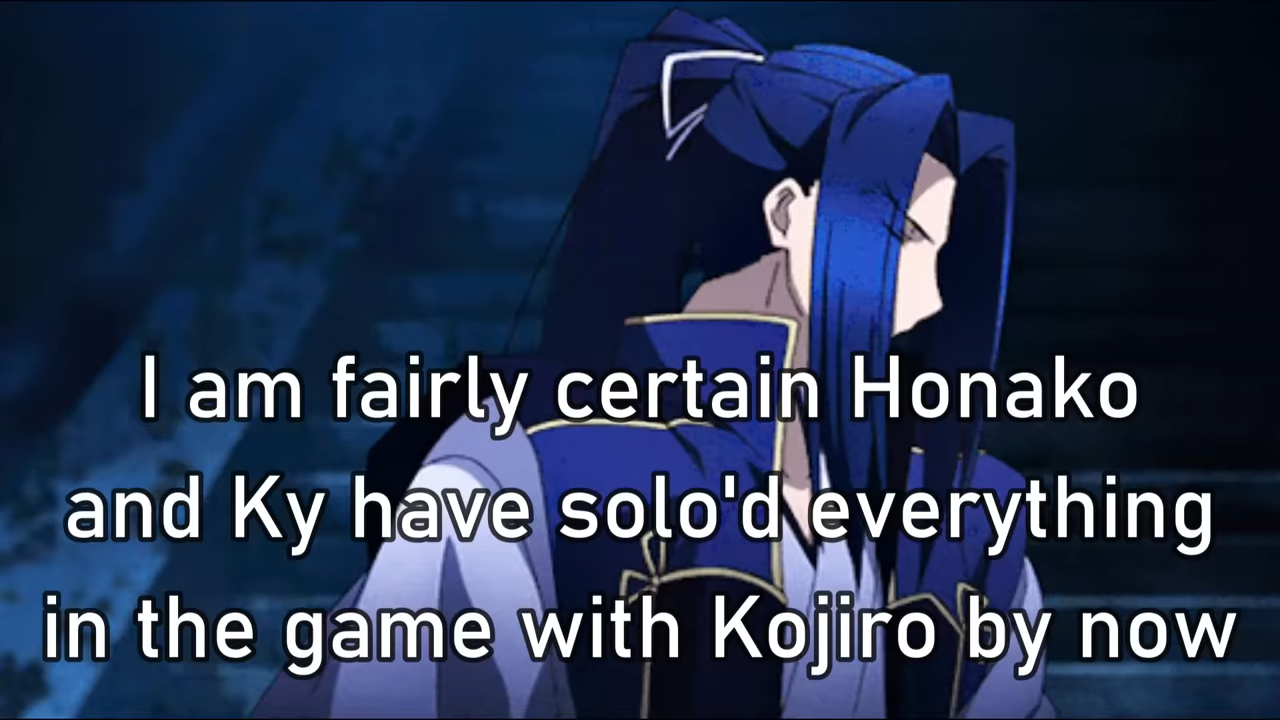 I am fairly certain Honako
and Ky have solo'd everything
in the game with Kojiro by now